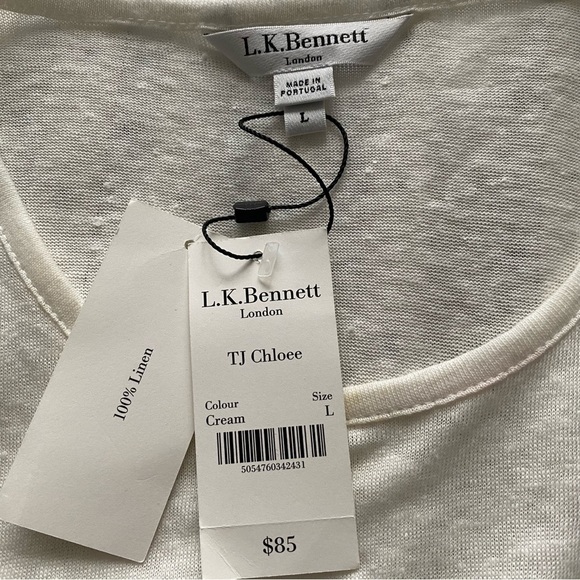 L.K.Bennett
London
MADE IN
PORTUGAL
L
100% Linen
L.K.Bennett
London
TJ Chloee
Colour Size
Cream L
5054760342431
$85